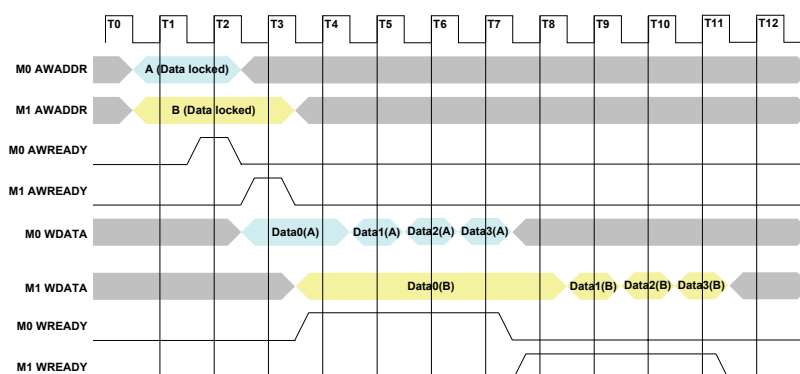 T0 T1 T2 T3 T4 T5 T6 T7 T8 T9 T10 T11 T12
M0 AWADDR A (Data locked)
M1 AWADDR B (Data locked)
M0 AWREADY
M1 AWREADY
M0 WDATA Data0(A) Data1(A) Data2(A) Data3(A)
M1 WDATA Data0(B) Data1(B) Data2(B) Data3(B)
M0 WREADY
M1 WREADY